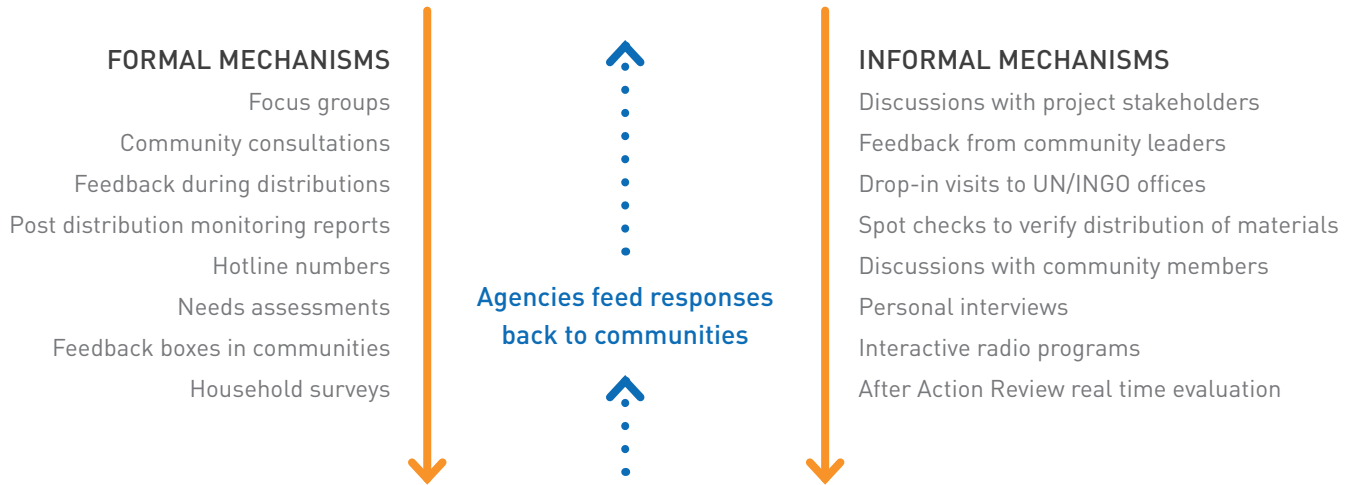 FORMAL MECHANISMS
Focus groups
Community consultations
Feedback during distributions
Post distribution monitoring reports
Hotline numbers
Needs assessments
Feedback boxes in communities
Household surveys
Agencies feed responses
back to communities
INFORMAL MECHANISMS
Discussions with project stakeholders
Feedback from community leaders
Drop-in visits to UN/INGO offices
Spot checks to verify distribution of materials
Discussions with community members
Personal interviews
Interactive radio programs
After Action Review real time evaluation